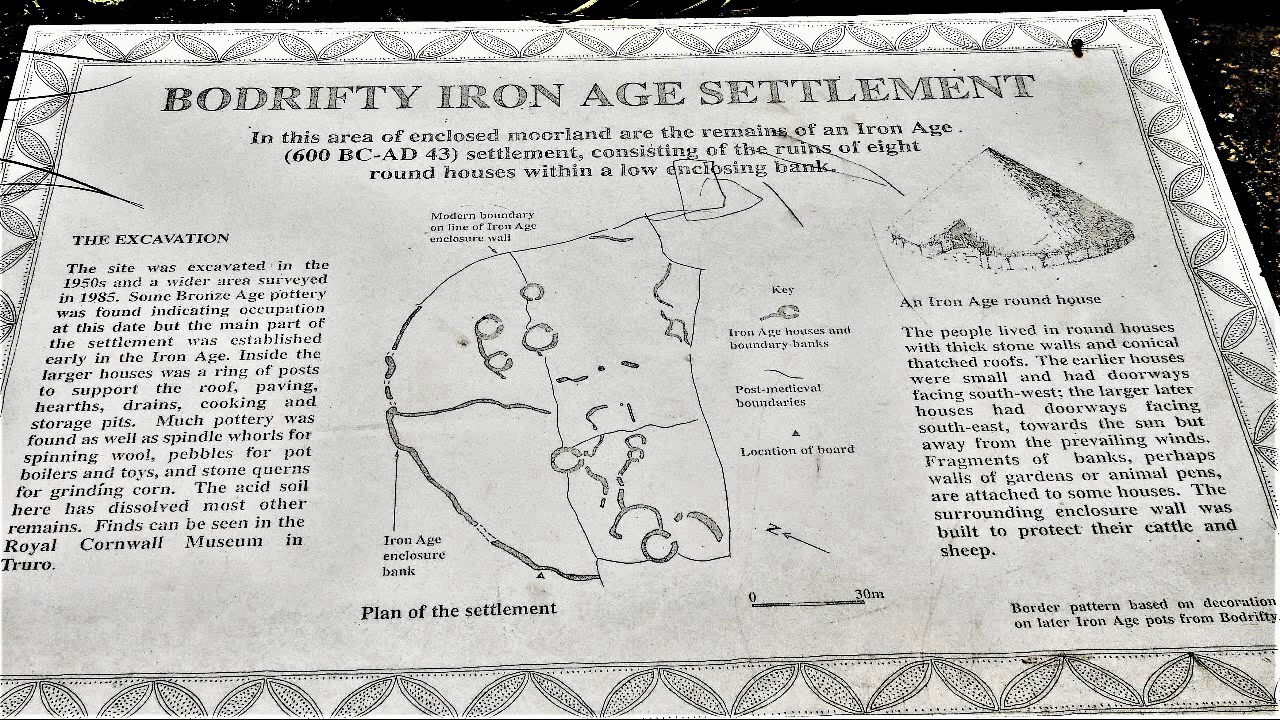 BODRIFTY IRON AGE SETTLEMENT
In this area of enclosed moorland are the remains of an Iron Age
(600 BC-AD 43) settlement, consisting of the ruins of eight
round houses within a low enclosing bank.
THE EXCAVATION
The site was excavated in the
1950s and a wider area surveyed
in 1985. Some Bronze Age pottery
was found indicating occupation
at this date but the main part of
the settlement was established
early in the Iron Age. Inside the
larger houses was a ring of posts
to support the roof, paving,
hearths, drains, cooking and
storage pits. Much pottery was
found as well as spindle whorls for
spinning wool, pebbles for pot
boilers and toys, and stone querns
for grinding corn. The acid soil
here has dissolved most other
remains. Finds can be seen in the
Royal Cornwall Museum in
Truro.
Modern boundary
on line of Iron Age
enclosure wall
Iron Age
enclosure
bank
Plan of the settlement
Key
Iron Age houses and
boundary banks
Post-medieval
boundaries
Location of board
N
0 30m
An Iron Age round house
The people lived in round houses
with thick stone walls and conical
thatched roofs. The earlier houses
were small and had doorways
facing south-west; the larger later
houses had doorways facing
south-east, towards the sun but
away from the prevailing winds.
Fragments of banks, perhaps
walls of gardens or animal pens,
are attached to some houses. The
surrounding enclosure wall was
built to protect their cattle and
sheep.
Border pattern based on decoration
on later Iron Age pots from Bodrifty.